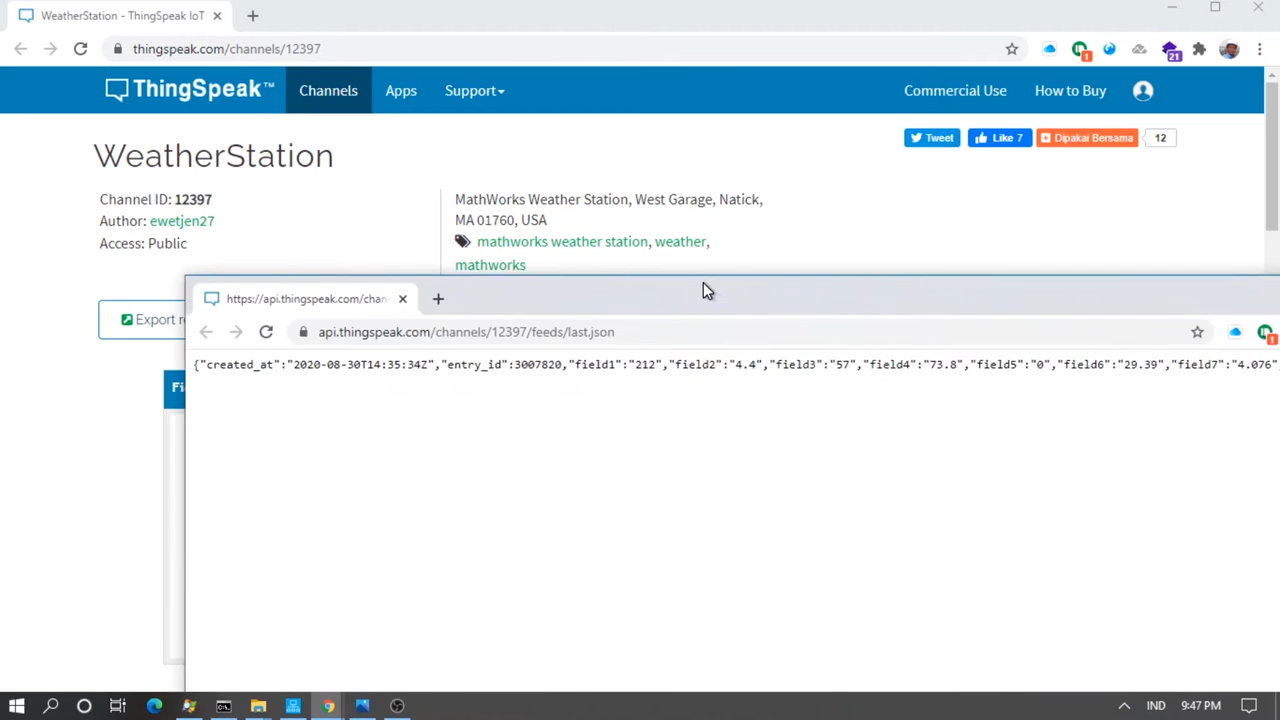 WeatherStation - ThingSpeak IoT
thingspeak.com/channels/12397
1
21
ThingSpeak™
Channels
Apps
Support
Commercial Use
How to Buy
Tweet
Like 7
Dipakai Bersama
12
WeatherStation
Channel ID: 12397
Author: ewetjen27
Access: Public
MathWorks Weather Station, West Garage, Natick,
MA 01760, USA
mathworks weather station, weather,
mathworks
Export
https://api.thingspeak.com/chan
api.thingspeak.com/channels/12397/feeds/last.json
1
{"created_at":"2020-08-30T14:35:34Z","entry_id":3007820,"field1":"212","field2":"4.4","field3":"57","field4":"73.8","field5":"0","field6":"29.39","field7":"4.076"
IND
9:47 PM